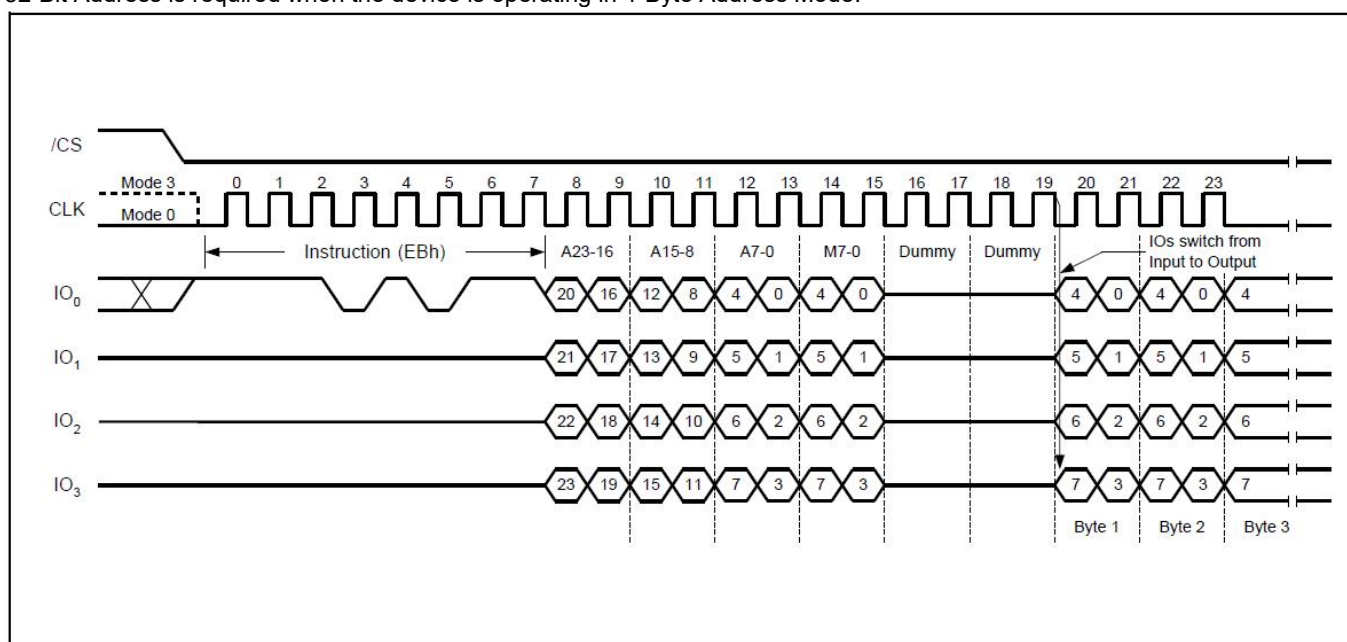 Address is required when the device is operating in Address Mode.
/CS
Mode 3 0 1 2 3 4 5 6 7 8 9 10 11 12 13 14 15 16 17 18 19 20 21 22 23
CLK
Mode 0
Instruction (EBh) A23-16 A15-8 A7-0 M7-0 Dummy Dummy IOs switch from
Input to Output
IO0 20 16 12 8 4 0 4 0 4 0 4 0 4
IO1 21 17 13 9 5 1 5 1 5 1 5 1 5
IO2 22 18 14 10 6 2 6 2 6 2 6 2 6
IO3 23 19 15 11 7 3 7 3 7 3 7 3 7
Byte 1 Byte 2 Byte 3